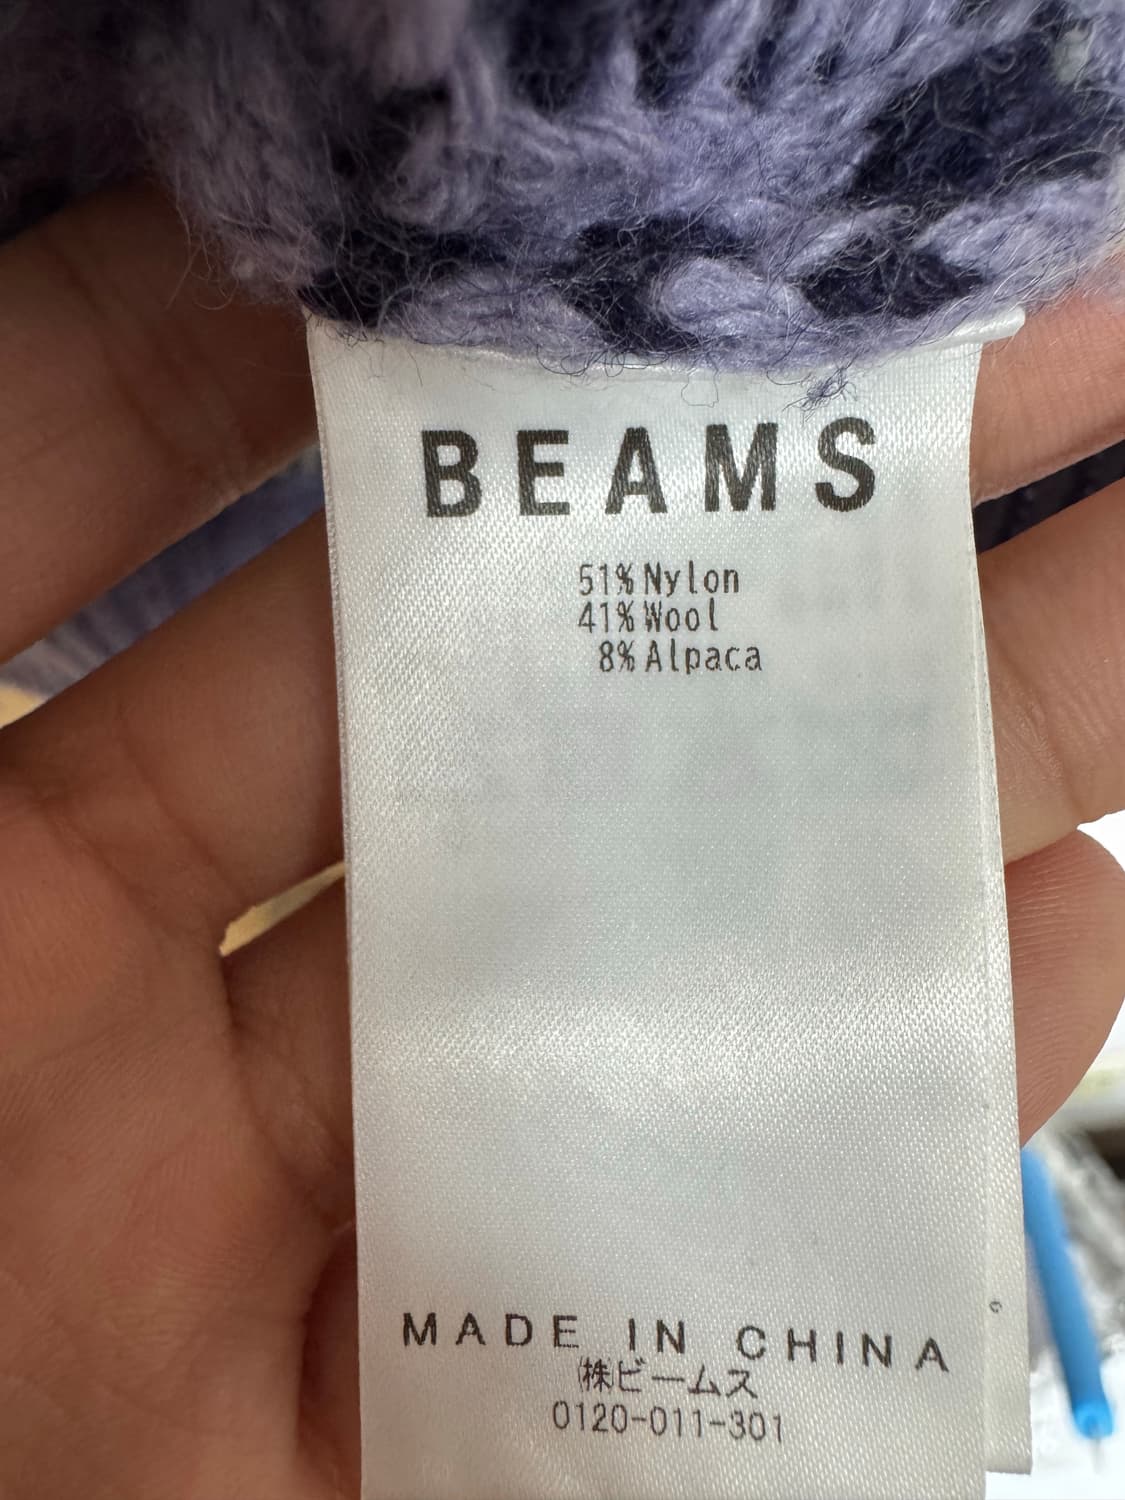 BEAMS
51% Nylon
41% Wool
8% Alpaca
MADE IN CHINA
㈱ビームス
0120-011-301